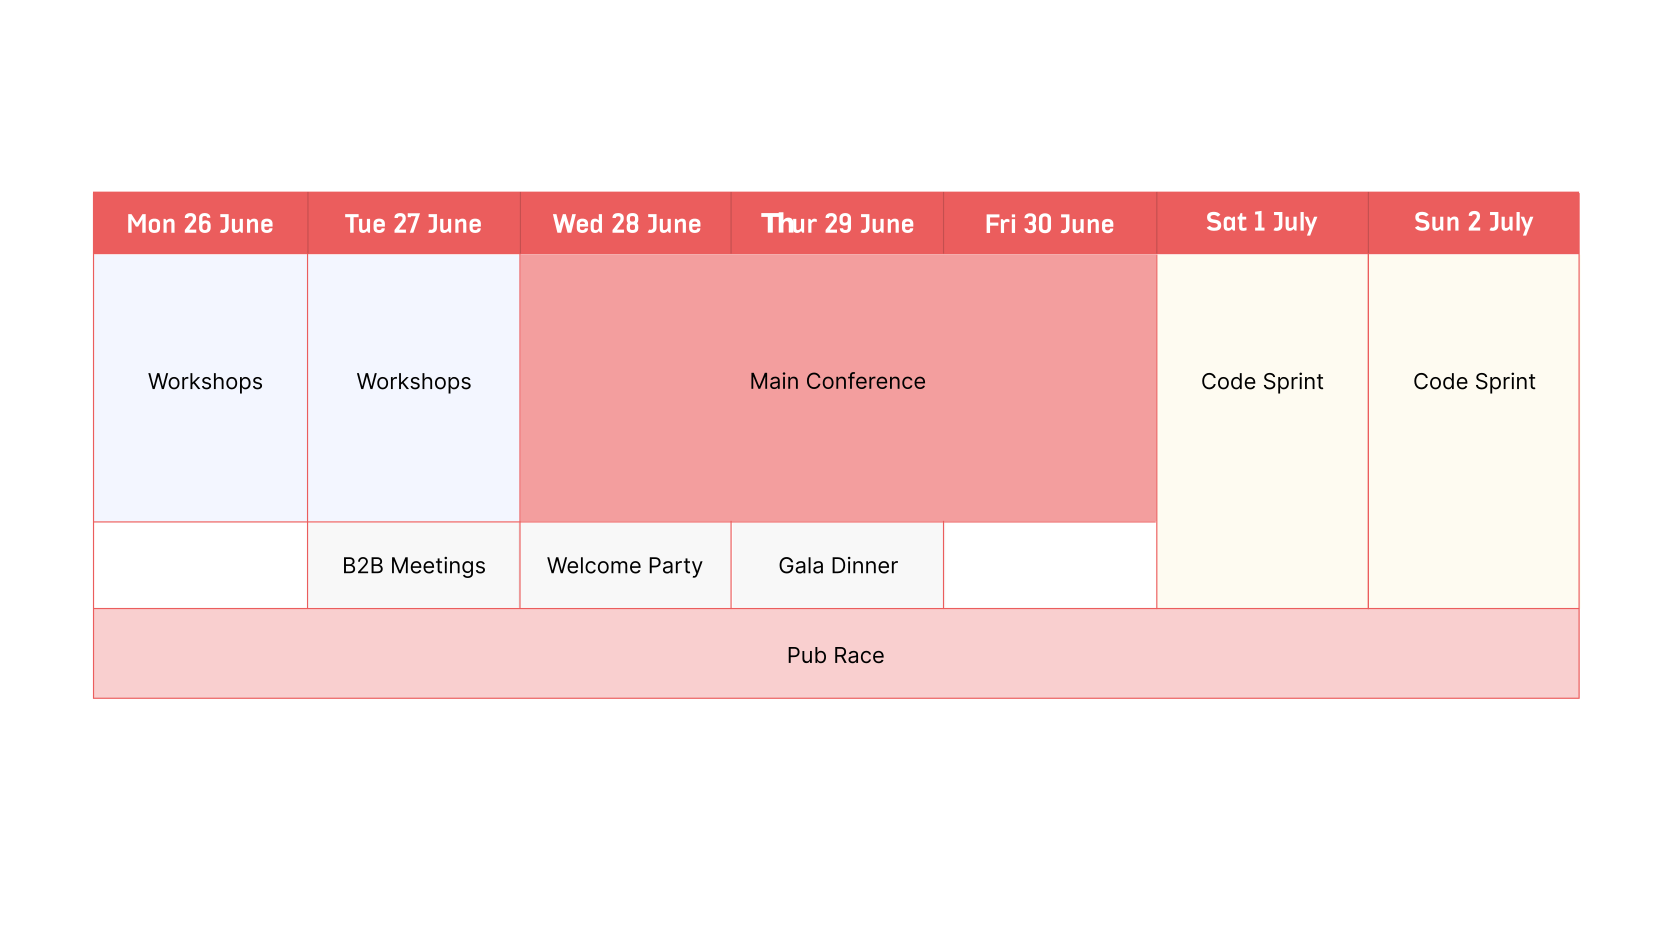 Mon 26 June
Tue 27 June
Wed 28 June
Thur 29 June
Fri 30 June
Sat 1 July
Sun 2 July
Workshops
Workshops
Main Conference
Code Sprint
Code Sprint
B2B Meetings
Welcome Party
Gala Dinner
Pub Race